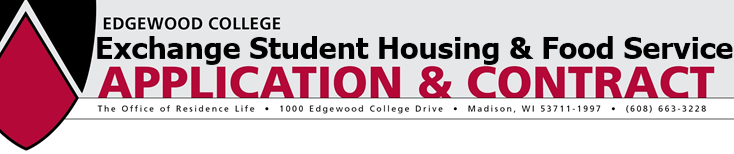 EDGEWOOD COLLEGE
Exchange Student Housing & Food Service
APPLICATION & CONTRACT
The Office of Residence Life • 1000 Edgewood College Drive • Madison, WI 53711-1997 • (608) 663-3228